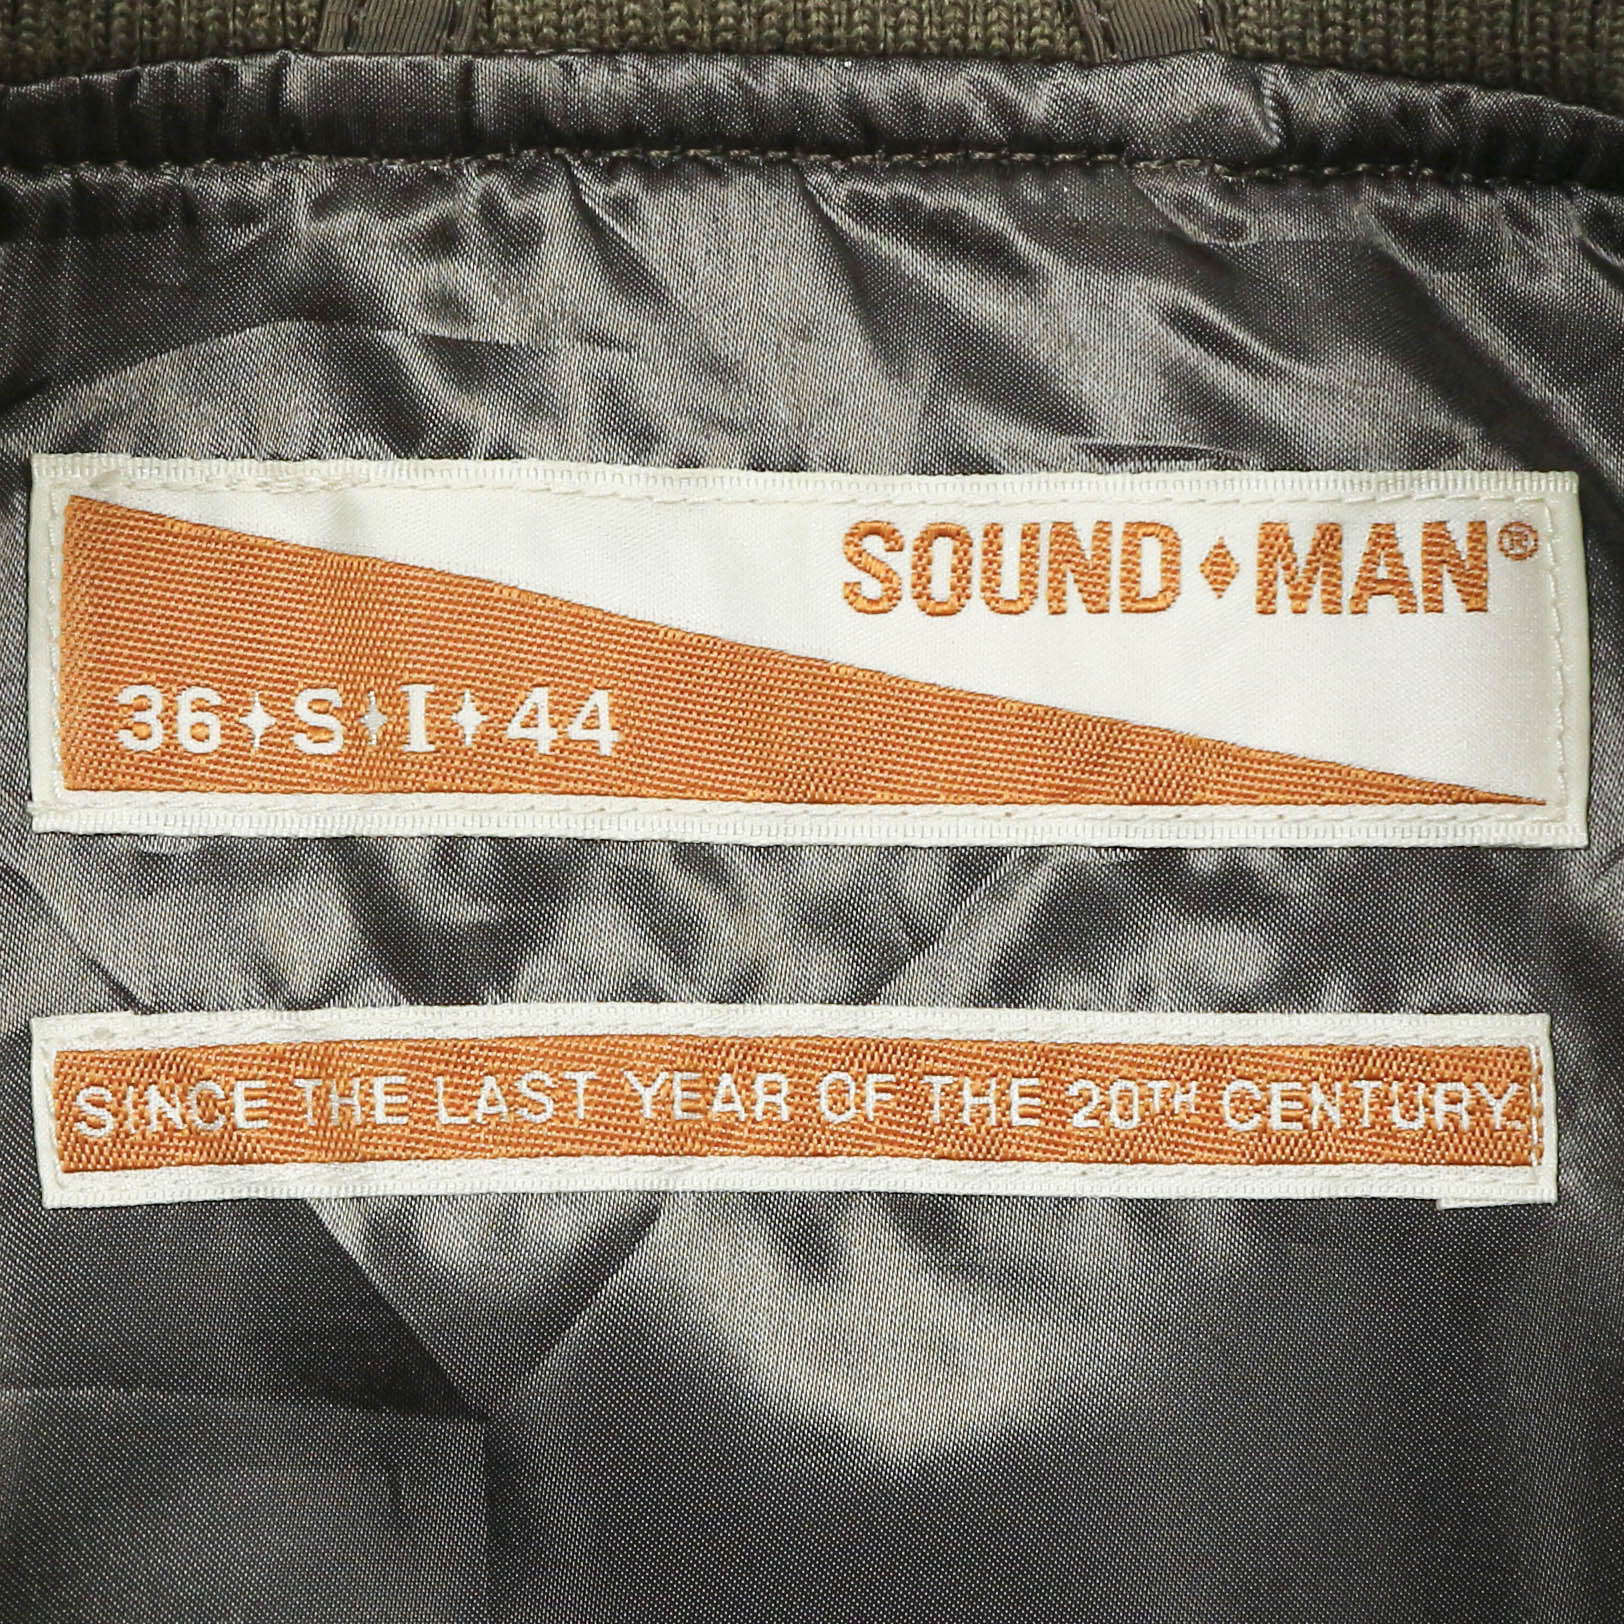 SOUND♦MAN®
36✦S✦I✦44
SINCE THE LAST YEAR OF THE 20TH CENTURY.